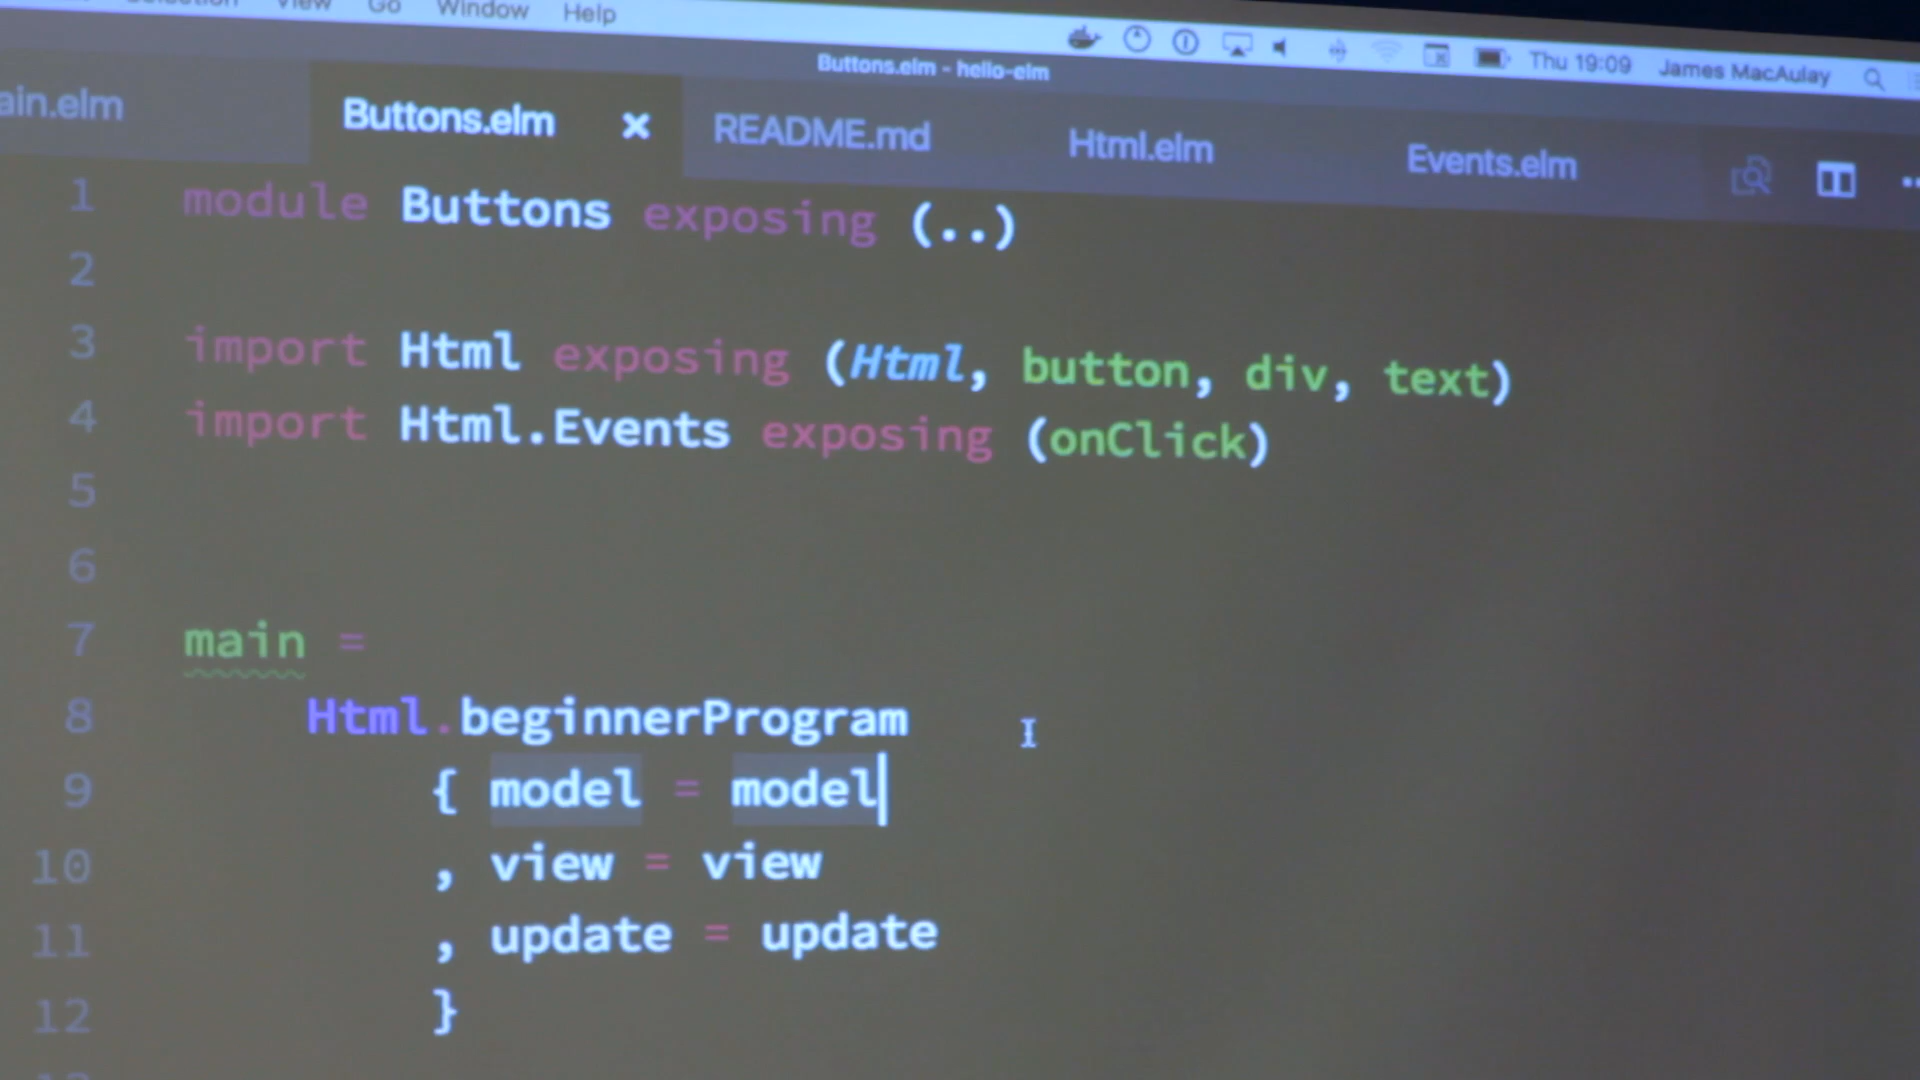 Selection View Go Window Help
Thu 19:09 James MacAulay
Buttons.elm - hello-elm
ain.elm Buttons.elm × README.md Html.elm Events.elm
1 module Buttons exposing (..)
2
3 import Html exposing (Html, button, div, text)
4 import Html.Events exposing (onClick)
5
6
7 main =
8 Html.beginnerProgram
9 { model = model
10 , view = view
11 , update = update
12 }